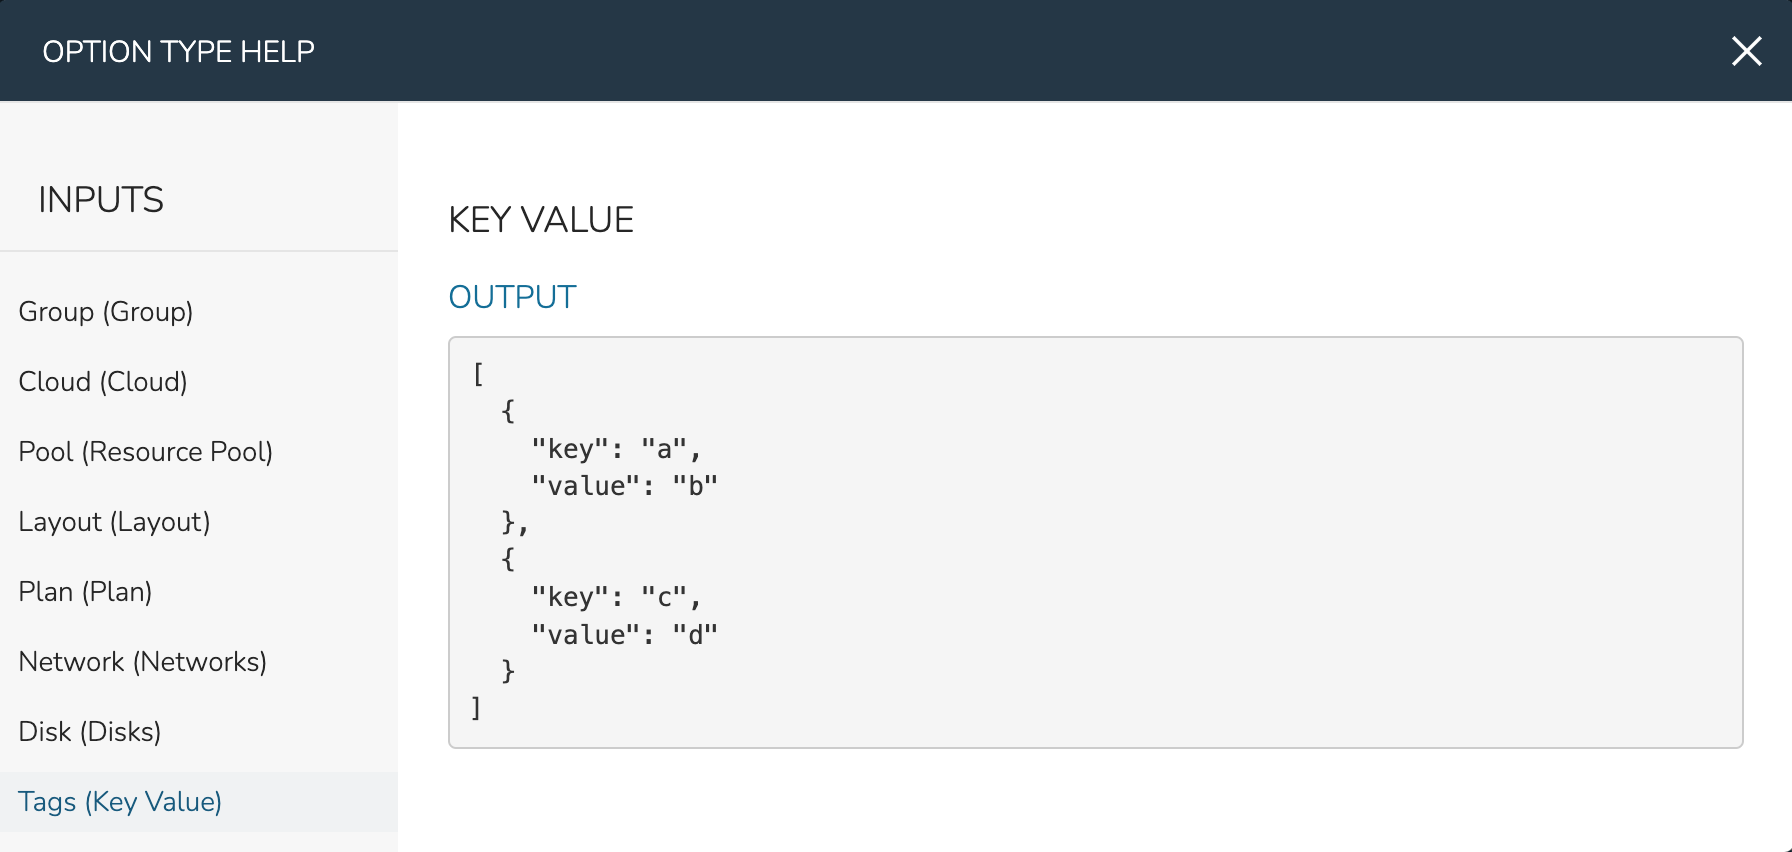 OPTION TYPE HELP
INPUTS
Group (Group)
Cloud (Cloud)
Pool (Resource Pool)
Layout (Layout)
Plan (Plan)
Network (Networks)
Disk (Disks)
Tags (Key Value)
KEY VALUE
OUTPUT
[
  {
    "key": "a",
    "value": "b"
  },
  {
    "key": "c",
    "value": "d"
  }
]